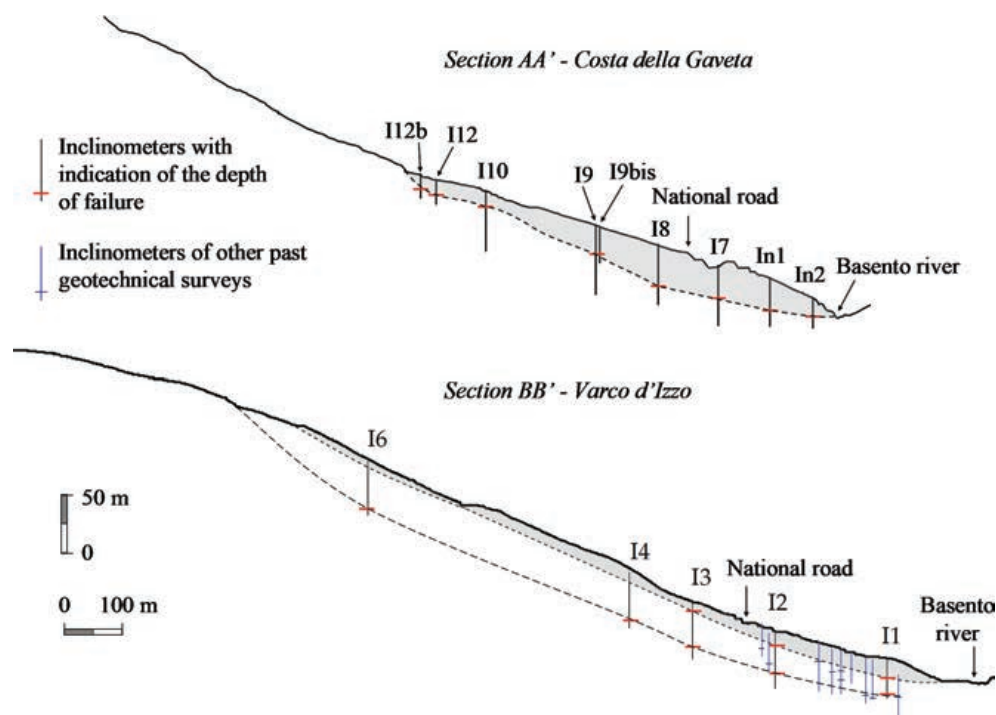 Section AA' - Costa della Gaveta
Inclinometers with
indication of the depth
of failure
Inclinometers of other past
geotechnical surveys
I12b
I12
I10
I9
I9bis
National road
I8
I7
In1
In2
Basento river
Section BB' - Varco d'Izzo
50 m
0
0 100 m
I6
I4
I3
National road
I2
I1
Basento
river